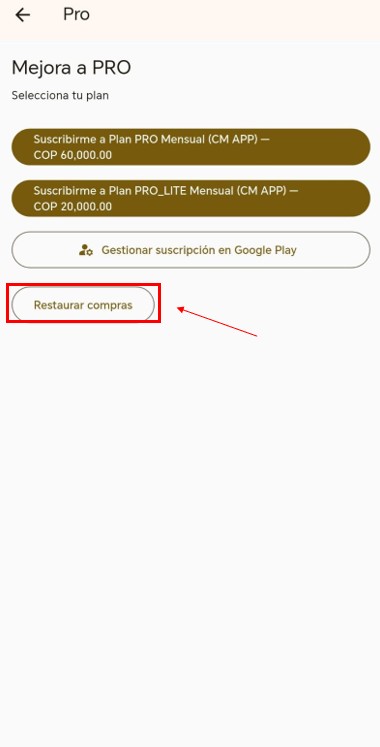 Pro
Mejora a PRO
Selecciona tu plan
Suscribirme a Plan PRO Mensual (CM APP) —
COP 60,000.00
Suscribirme a Plan PRO_LITE Mensual (CM APP) —
COP 20,000.00
Gestionar suscripción en Google Play
Restaurar compras